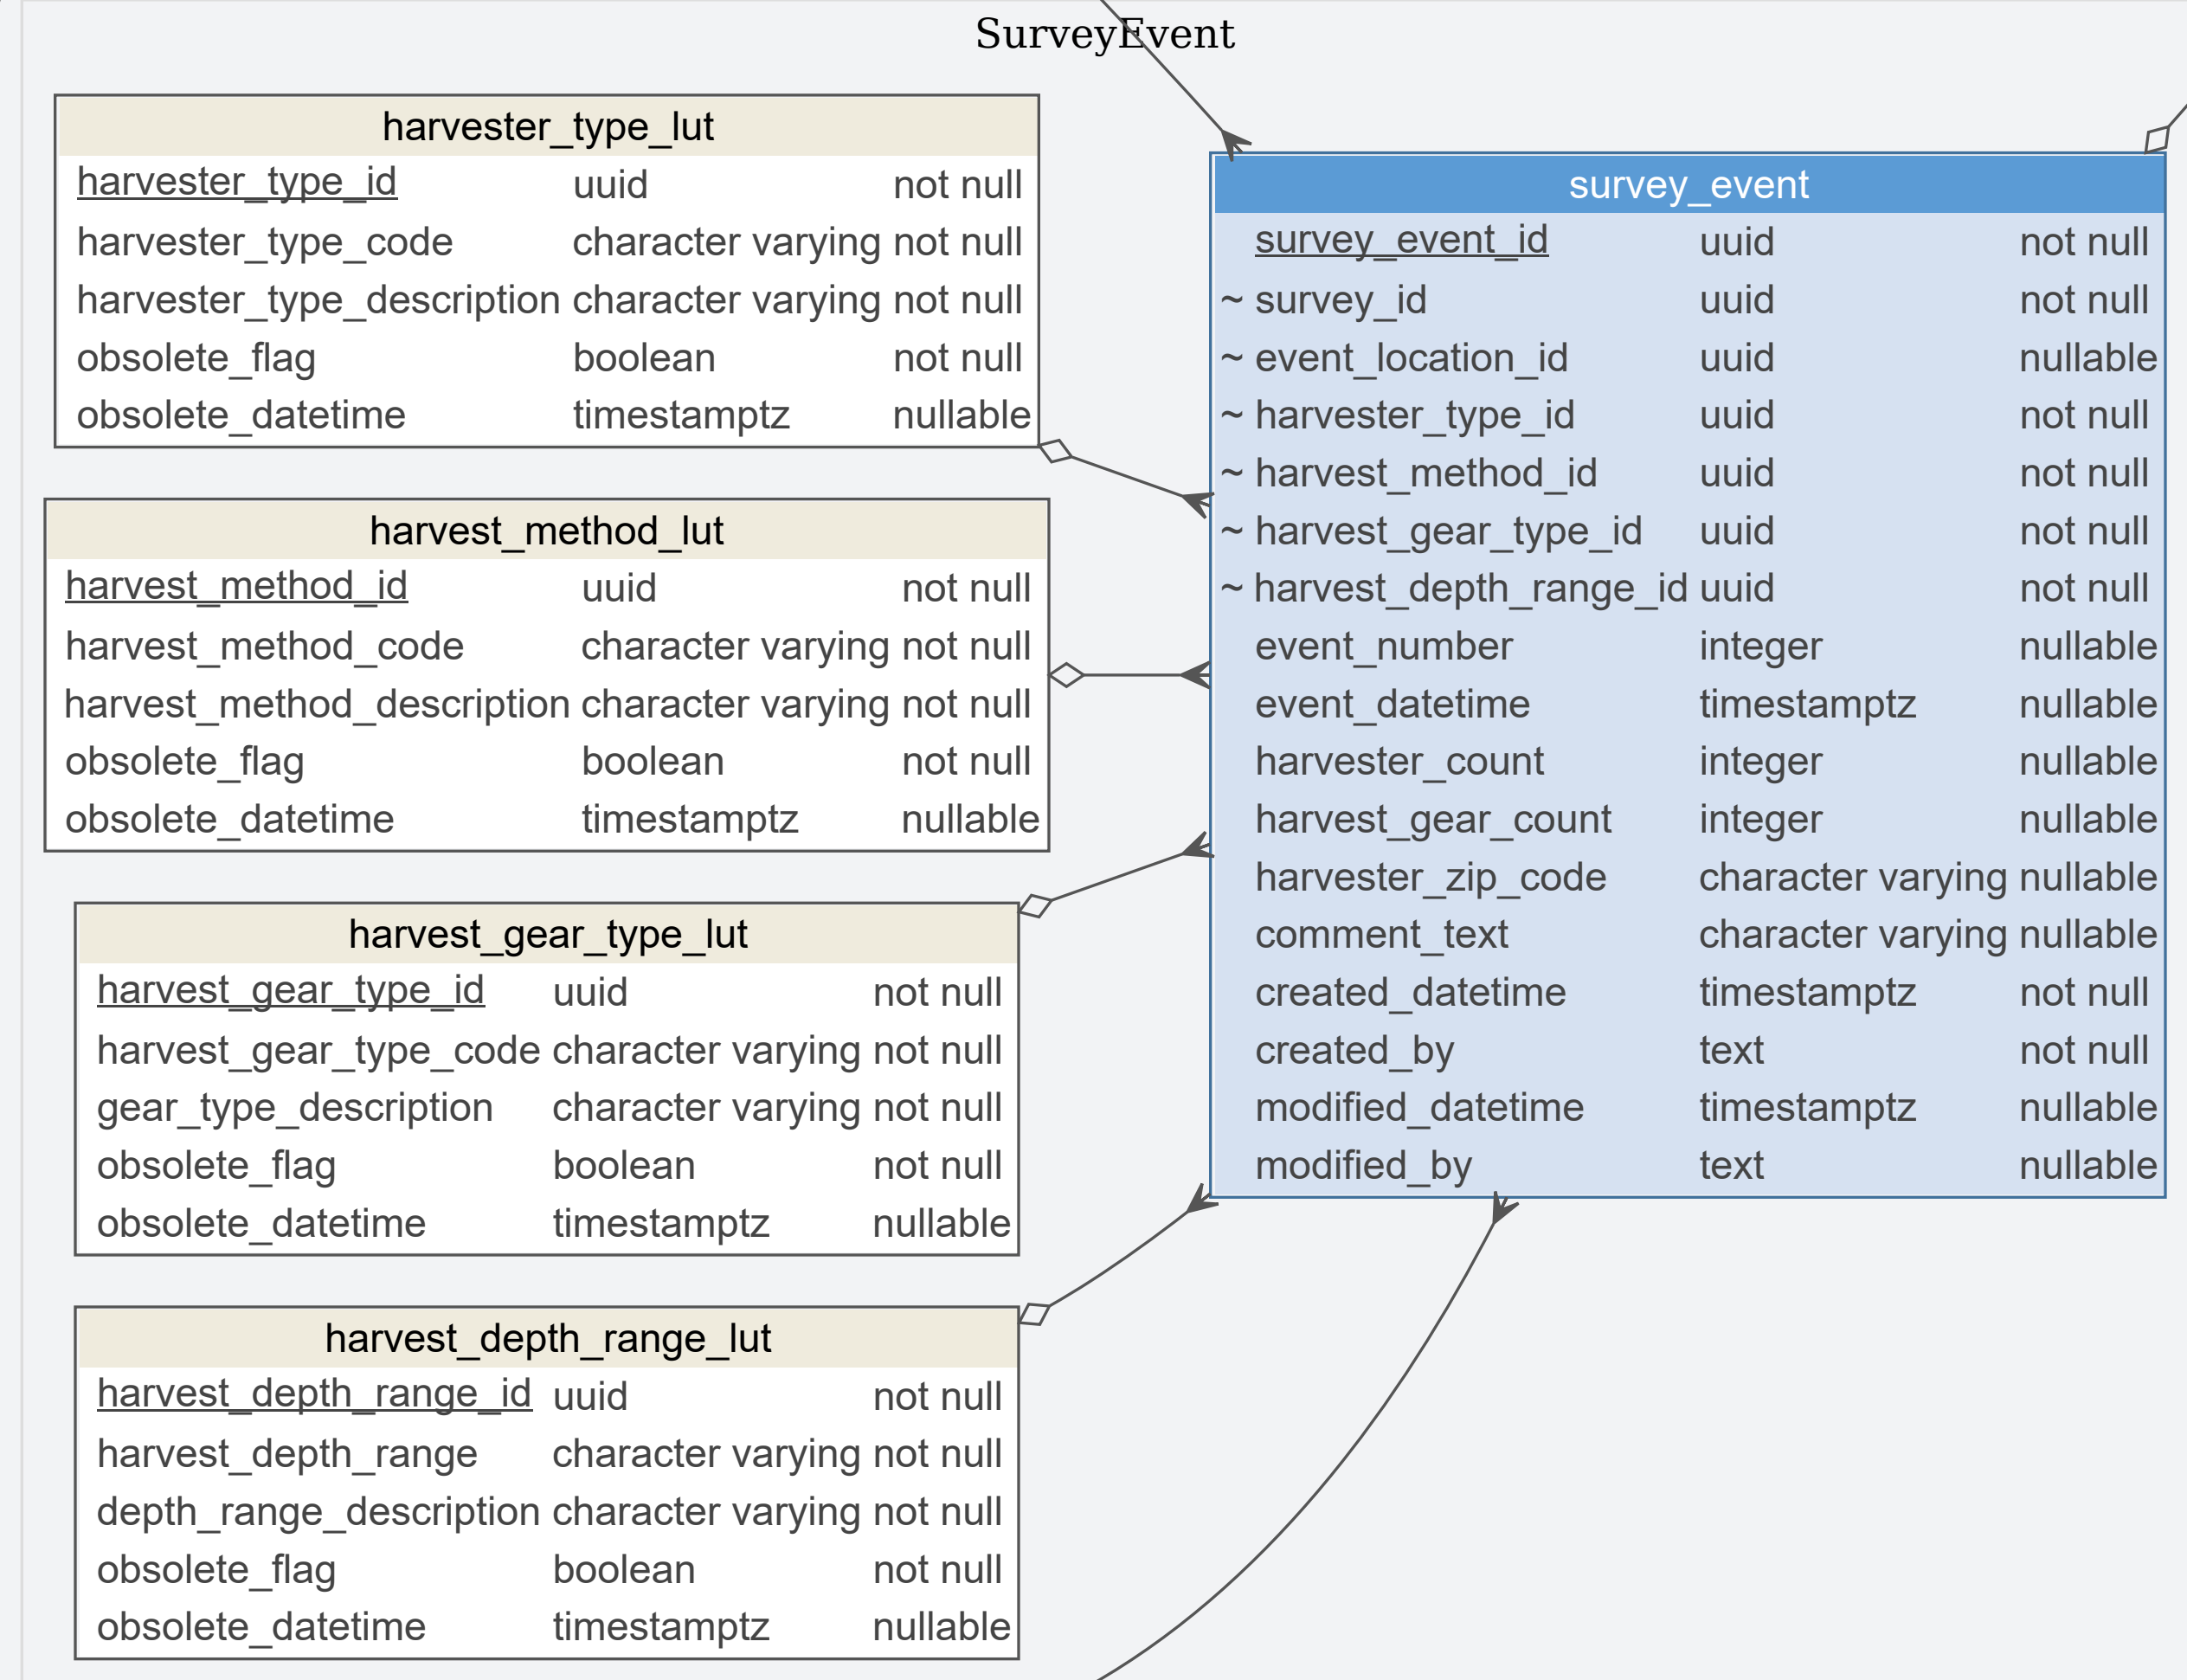 SurveyEvent
harvester_type_lut
harvester_type_id uuid not null
harvester_type_code character varying not null
harvester_type_description character varying not null
obsolete_flag boolean not null
obsolete_datetime timestamptz nullable
harvest_method_lut
harvest_method_id uuid not null
harvest_method_code character varying not null
harvest_method_description character varying not null
obsolete_flag boolean not null
obsolete_datetime timestamptz nullable
harvest_gear_type_lut
harvest_gear_type_id uuid not null
harvest_gear_type_code character varying not null
gear_type_description character varying not null
obsolete_flag boolean not null
obsolete_datetime timestamptz nullable
harvest_depth_range_lut
harvest_depth_range_id uuid not null
harvest_depth_range character varying not null
depth_range_description character varying not null
obsolete_flag boolean not null
obsolete_datetime timestamptz nullable
survey_event
survey_event_id uuid not null
~ survey_id uuid not null
~ event_location_id uuid nullable
~ harvester_type_id uuid not null
~ harvest_method_id uuid not null
~ harvest_gear_type_id uuid not null
~ harvest_depth_range_id uuid not null
event_number integer nullable
event_datetime timestamptz nullable
harvester_count integer nullable
harvest_gear_count integer nullable
harvester_zip_code character varying nullable
comment_text character varying nullable
created_datetime timestamptz not null
created_by text not null
modified_datetime timestamptz nullable
modified_by text nullable